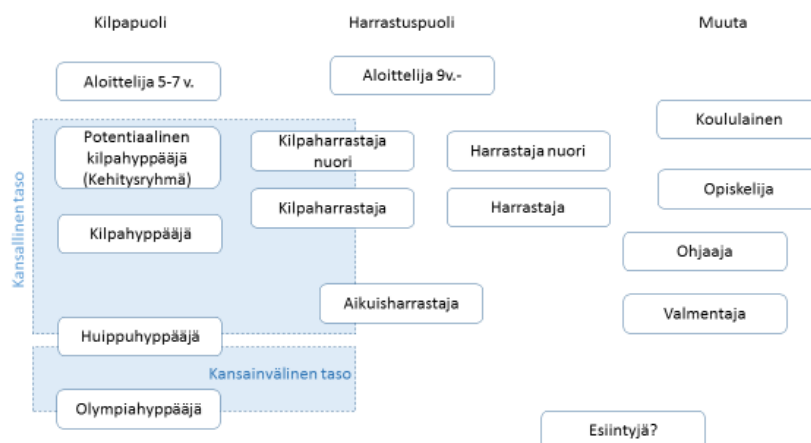 Kilpapuoli
Harrastuspuoli
Muuta
Aloittelija 5-7 v.
Aloittelija 9v.-
Koululainen
Potentiaalinen
kilpahyppääjä
(Kehitysryhmä)
Kilpaharrastaja
nuori
Harrastaja nuori
Opiskelija
Kilpaharrastaja
Harrastaja
Kilpahyppääjä
Ohjaaja
Kansallinen taso
Aikuisharrastaja
Valmentaja
Huippuhyppääjä
Kansainvälinen taso
Olympiahyppääjä
Esiintyjä?